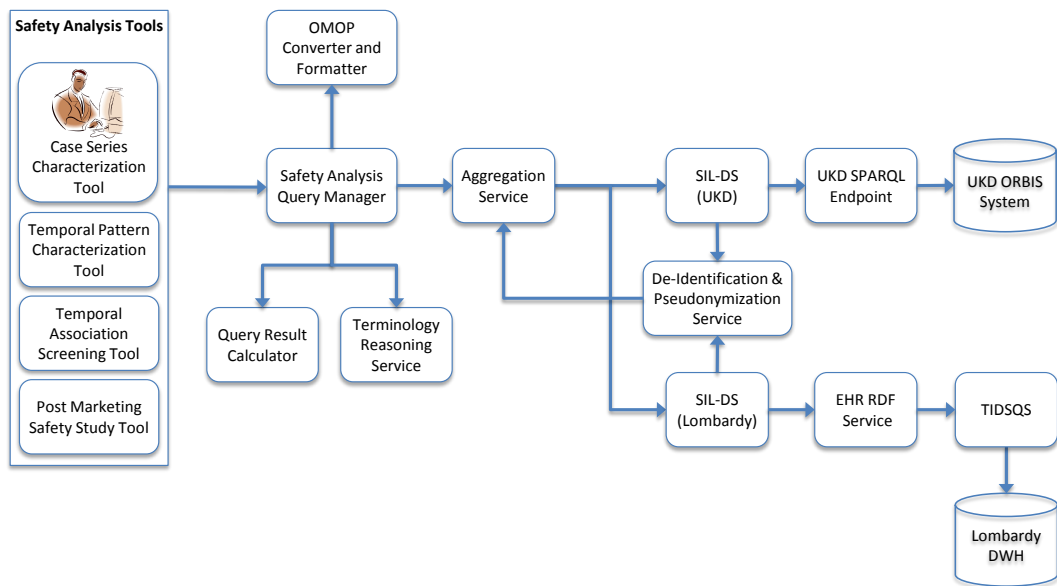 Safety Analysis Tools
Case Series
Characterization
Tool
Temporal Pattern
Characterization
Tool
Temporal
Association
Screening Tool
Post Marketing
Safety Study Tool
OMOP
Converter and
Formatter
Safety Analysis
Query Manager
Query Result
Calculator
Terminology
Reasoning
Service
Aggregation
Service
SIL-DS
(UKD)
UKD SPARQL
Endpoint
UKD ORBIS
System
De-Identification &
Pseudonymization
Service
SIL-DS
(Lombardy)
EHR RDF
Service
TIDSQS
Lombardy
DWH